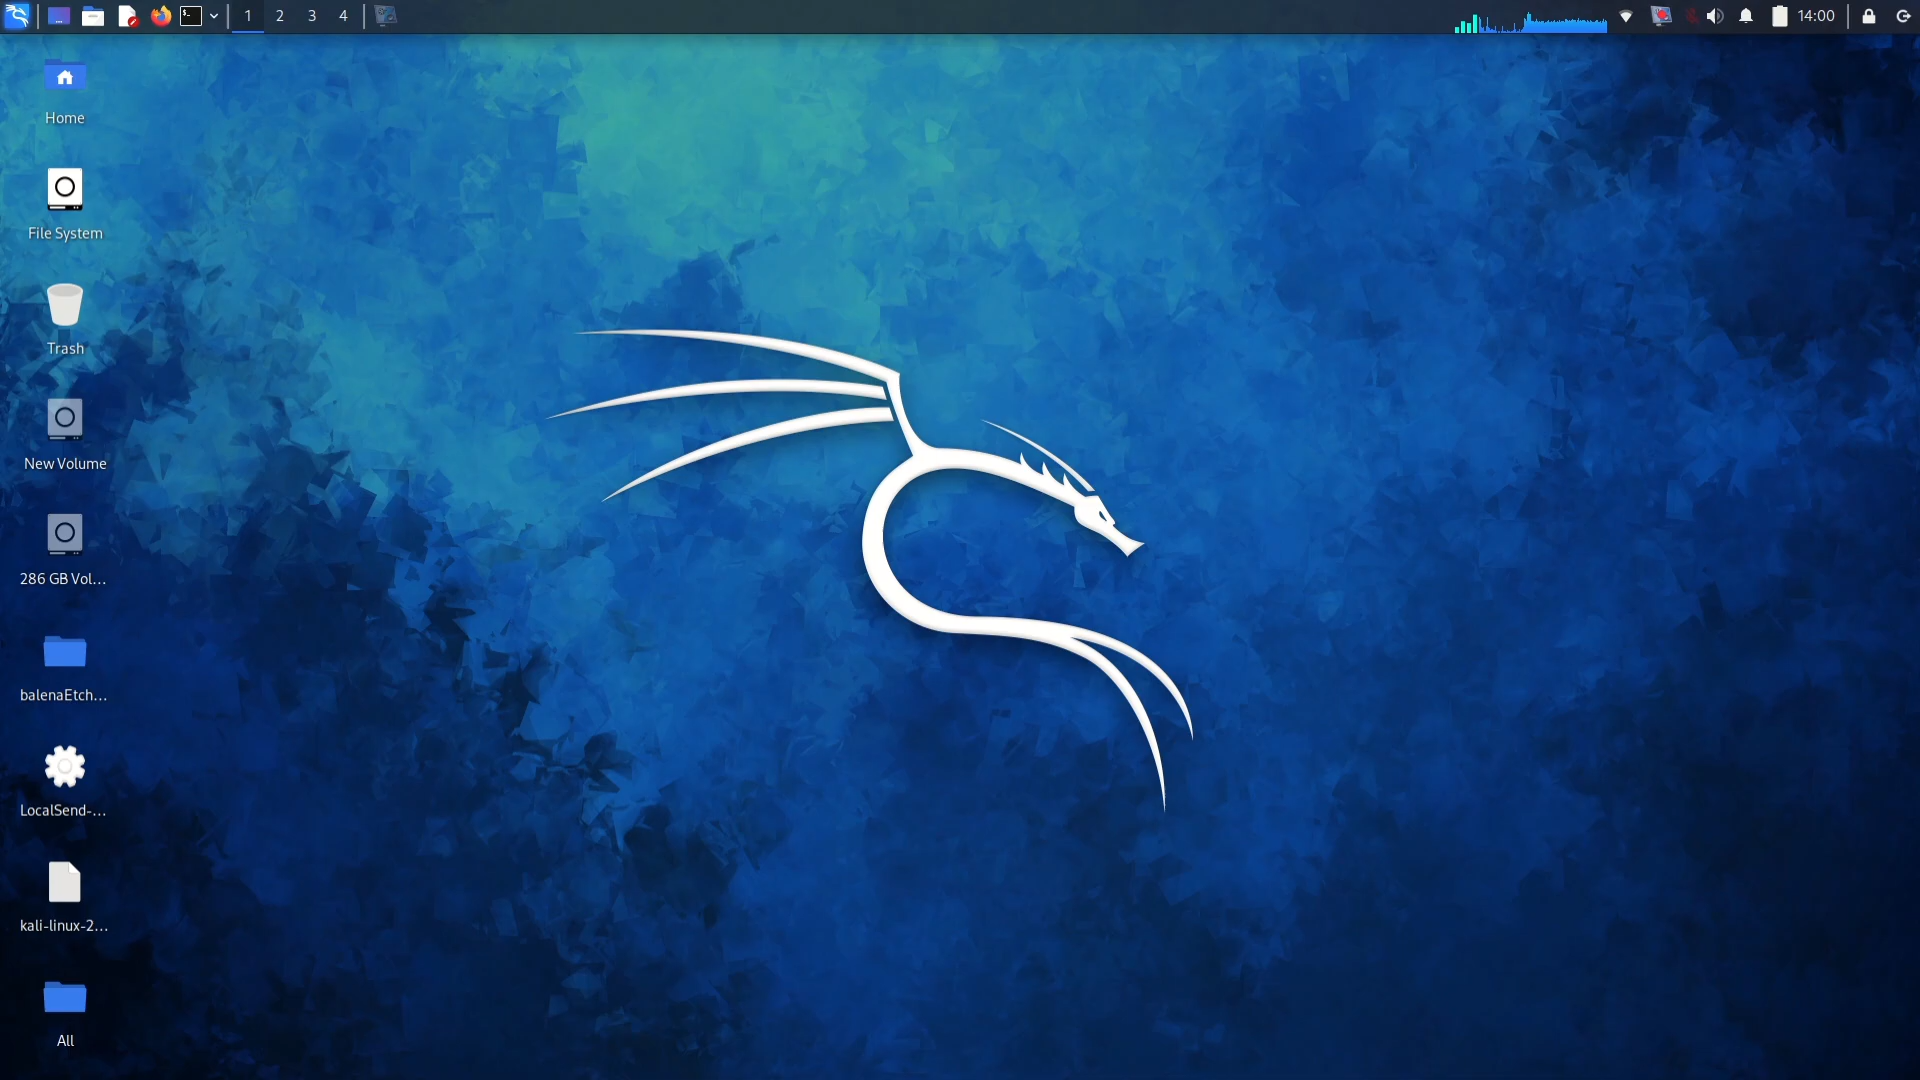 1 2 3 4
14:00
Home
File System
Trash
New Volume
286 GB Vol...
balenaEtch...
LocalSend-...
kali-linux-2...
All